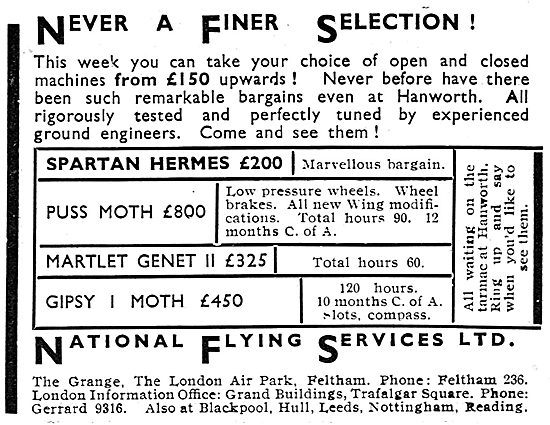 NEVER A FINER SELECTION !
This week you can take your choice of open and closed
machines from £150 upwards ! Never before have there
been such remarkable bargains even at Hanworth. All
rigorously tested and perfectly tuned by experienced
ground engineers. Come and see them !
SPARTAN HERMES £200 Marvellous bargain.
PUSS MOTH £800
Low pressure wheels. Wheel
brakes. All new Wing modifi-
cations. Total hours 90. 12
months C. of A.
MARTLET GENET II £325 Total hours 60.
GIPSY I MOTH £450
120 hours.
10 months C. of A.
slots, compass.
All waiting on the
tarmac at Hanworth.
Ring up and say
when you'd like to
see them.
NATIONAL FLYING SERVICES LTD.
The Grange, The London Air Park, Feltham. Phone: Feltham 236.
London Information Office: Grand Buildings, Trafalgar Square. Phone:
Gerrard 9316. Also at Blackpool, Hull, Leeds, Nottingham, Reading.